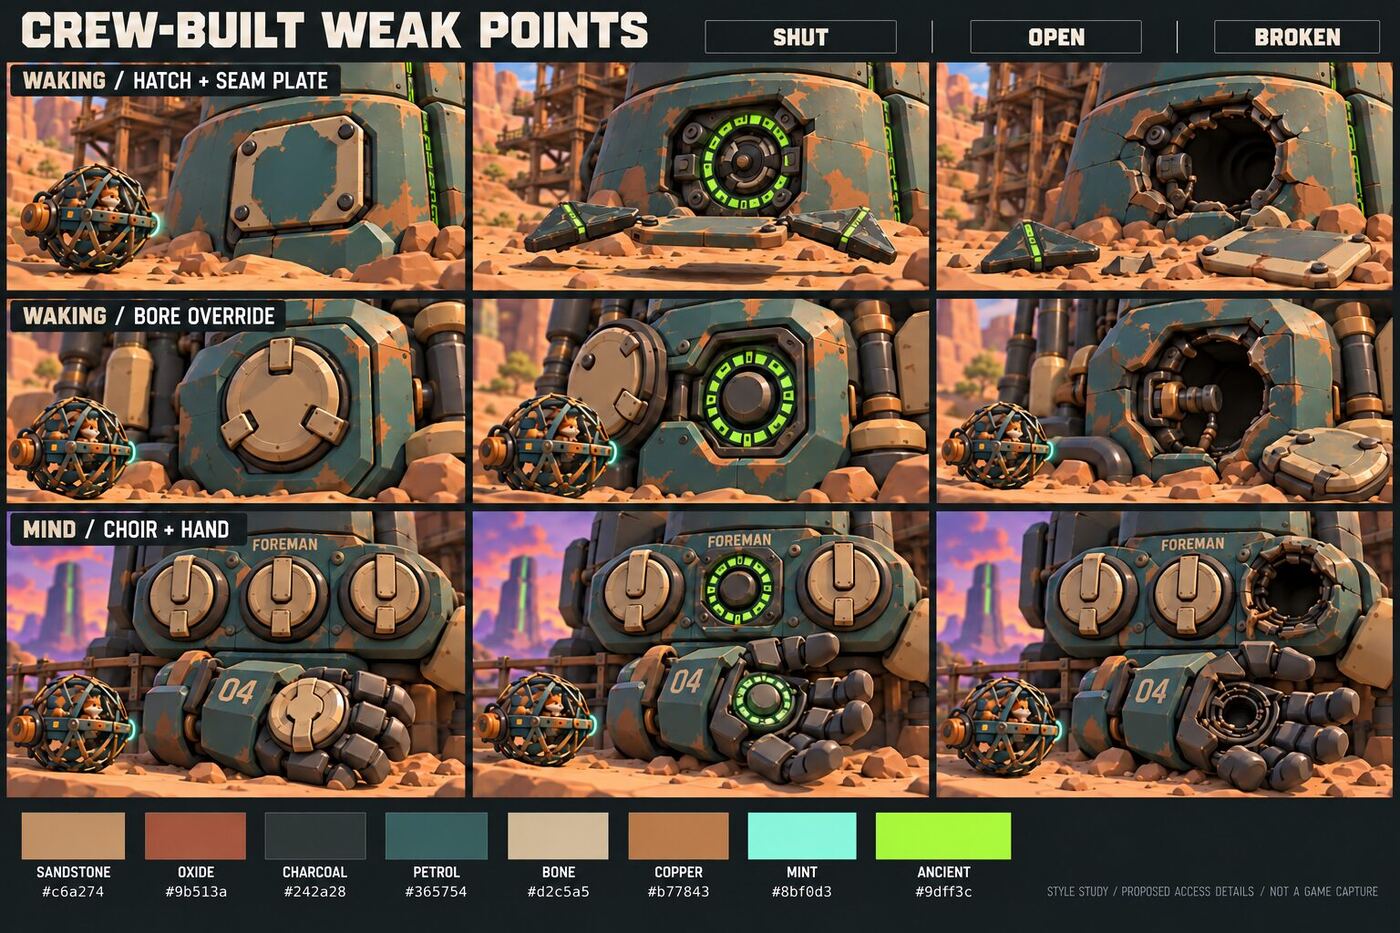 CREW-BUILT WEAK POINTS
SHUT
OPEN
BROKEN
WAKING / HATCH + SEAM PLATE
WAKING / BORE OVERRIDE
MIND / CHOIR + HAND
FOREMAN
04
FOREMAN
04
FOREMAN
04
SANDSTONE
#c6a274
OXIDE
#9b513a
CHARCOAL
#242a28
PETROL
#365754
BONE
#d2c5a5
COPPER
#b77843
MINT
#8bf0d3
ANCIENT
#9dff3c
STYLE STUDY / PROPOSED ACCESS DETAILS / NOT A GAME CAPTURE